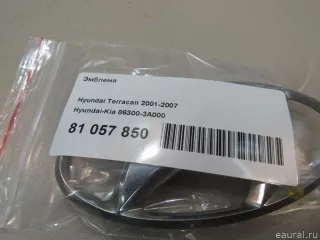 Эмблема
Hyundai Terracan 2001-2007
Hyundai-Kia 86300-3A000
81 057 850
eaural.ru